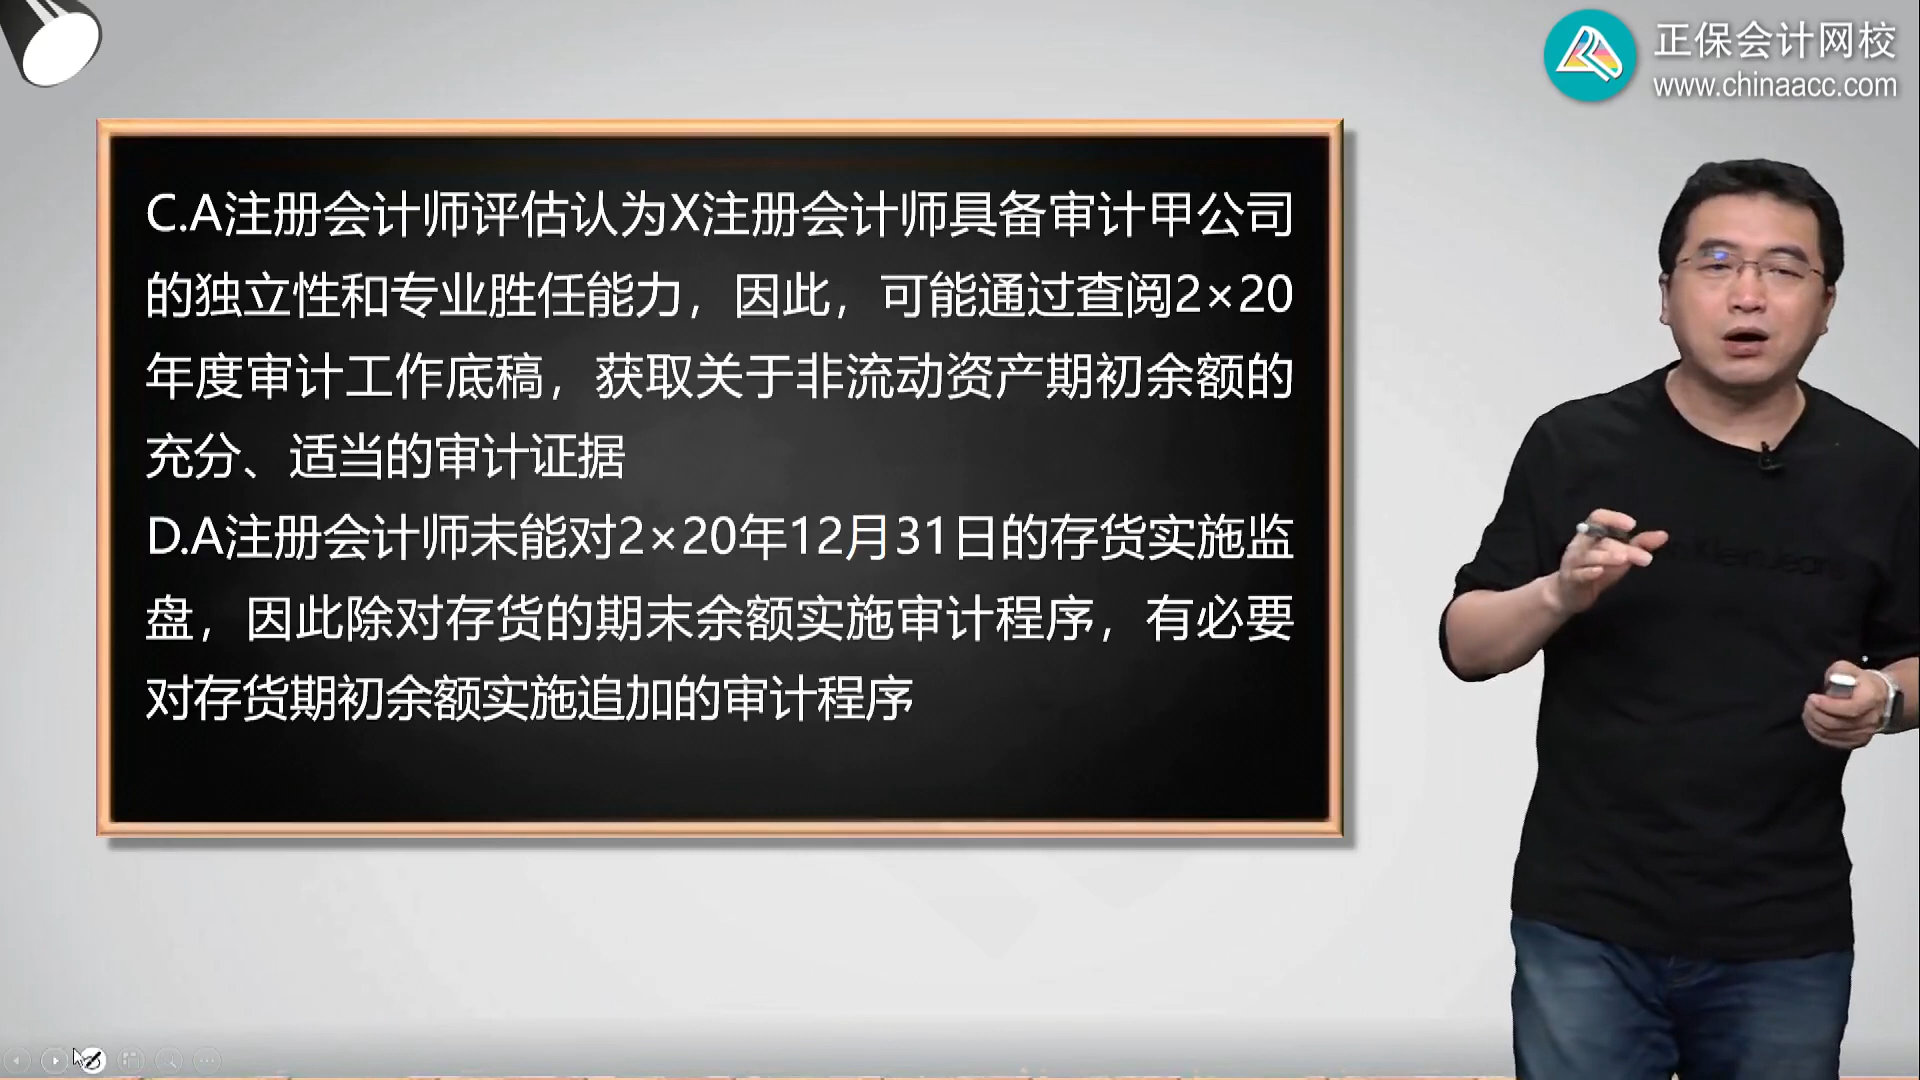 正保会计网校
www.chinaacc.com
C.A注册会计师评估认为X注册会计师具备审计甲公司
的独立性和专业胜任能力，因此，可能通过查阅2×20
年度审计工作底稿，获取关于非流动资产期初余额的
充分、适当的审计证据
D.A注册会计师未能对2×20年12月31日的存货实施监
盘，因此除对存货的期末余额实施审计程序，有必要
对存货期初余额实施追加的审计程序